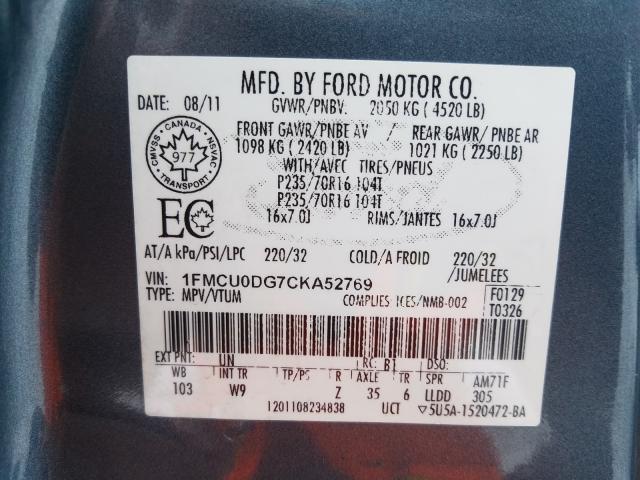 MFD. BY FORD MOTOR CO.
DATE: 08/11 GVWR/PNBV. 2050 KG ( 4520 LB)
FRONT GAWR/PNBE AV REAR GAWR/ PNBE AR
1098 KG ( 2420 LB) 1021 KG ( 2250 LB)
WITH/AVEC TIRES/PNEUS
P235/70R16 104T
P235/70R16 104T
16x7.0J RIMS/JANTES 16x7.0J
CMVSS · CANADA · NSVAC
977
TRANSPORT
EC
AT/A kPa/PSI/LPC 220/32 COLD/A FROID 220/32
/JUMELEES
VIN: 1FMCU0DG7CKA52769
TYPE: MPV/VTUM COMPLIES ICES/NMB-002 F0129
T0326
EXT PNT: UN RC: B1 DSO:
WB INT TR TP/PS R AXLE TR SPR AM71F
103 W9 Z 35 6 LLDD 305
1201108234838 UCT ▽5U5A-1520472-BA